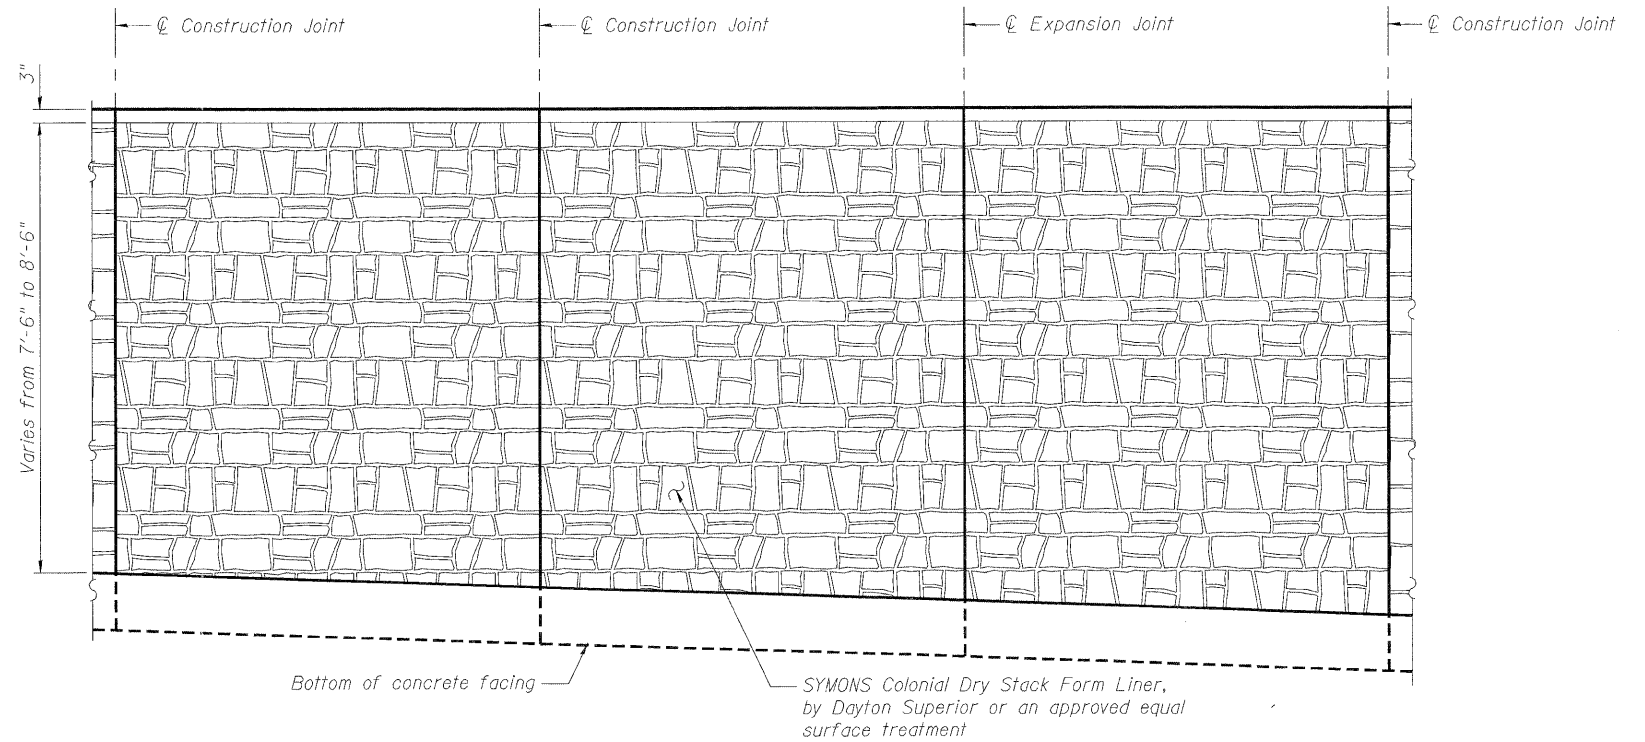 ℄ Construction Joint
℄ Construction Joint
℄ Expansion Joint
℄ Construction Joint
3"
Varies from 7'-6" to 8'-6"
Bottom of concrete facing
SYMONS Colonial Dry Stack Form Liner,
by Dayton Superior or an approved equal
surface treatment